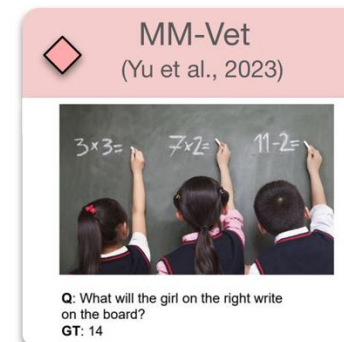 MM-Vet
(Yu et al., 2023)
3×3=
7×2=
11-2=
Q: What will the girl on the right write
on the board?
GT: 14